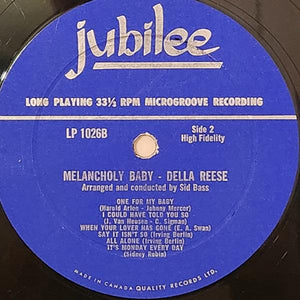 jubilee
LONG PLAYING 33⅓ RPM MICROGROOVE RECORDING
LP 1026B
Side 2
High Fidelity
MELANCHOLY BABY - DELLA REESE
Arranged and conducted by Sid Bass
ONE FOR MY BABY
(Harold Arlen - Johnny Mercer)
I COULD HAVE TOLD YOU SO
(J. Van Heusen - C. Sigman)
WHEN YOUR LOVER HAS GONE (E. A. Swan)
SAY IT ISN'T SO (Irving Berlin)
ALL ALONE (Irving Berlin)
IT'S MONDAY EVERY DAY
(Sidney Robin)
MADE IN CANADA QUALITY RECORDS LTD.